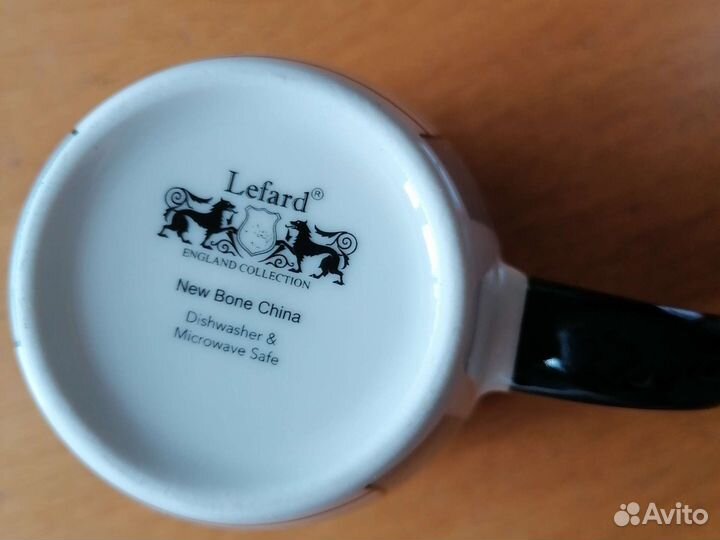 Lefard®
ENGLAND COLLECTION
New Bone China
Dishwasher &
Microwave Safe
Avito